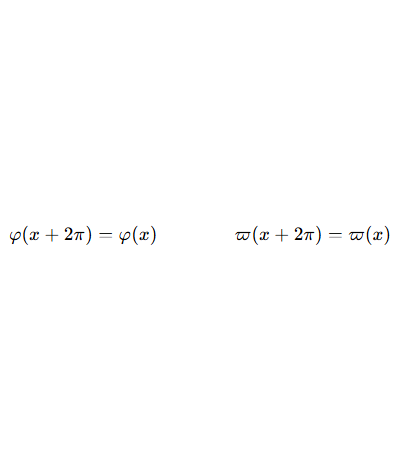 φ(x + 2π) = φ(x) ϖ(x + 2π) = ϖ(x)